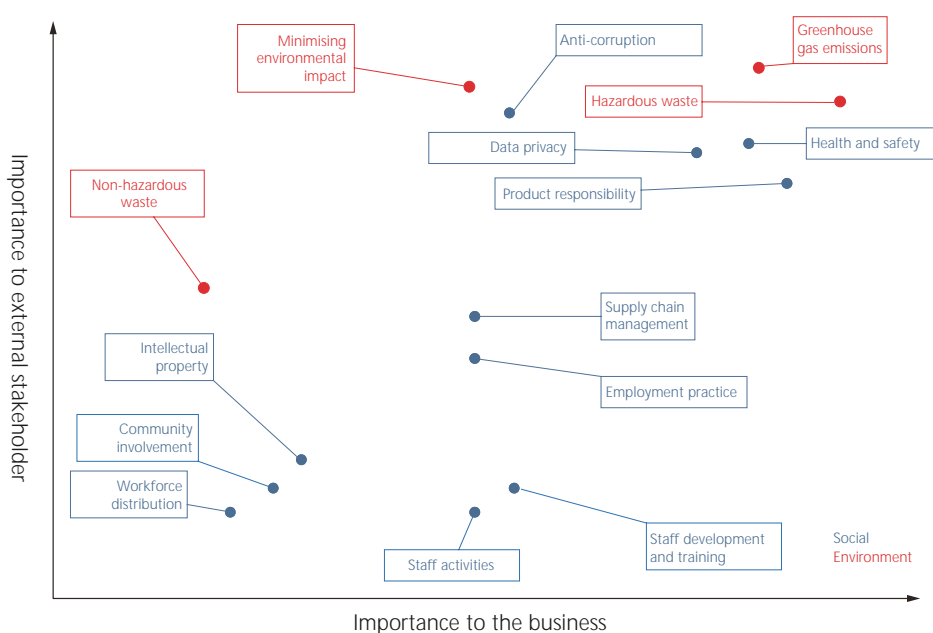 Minimising
environmental
impact
Anti-corruption
Greenhouse
gas emissions
Hazardous waste
Data privacy
Health and safety
Product responsibility
Non-hazardous
waste
Importance to external stakeholder
Supply chain
management
Intellectual
property
Employment practice
Community
involvement
Workforce
distribution
Staff activities
Staff development
and training
Social
Environment
Importance to the business